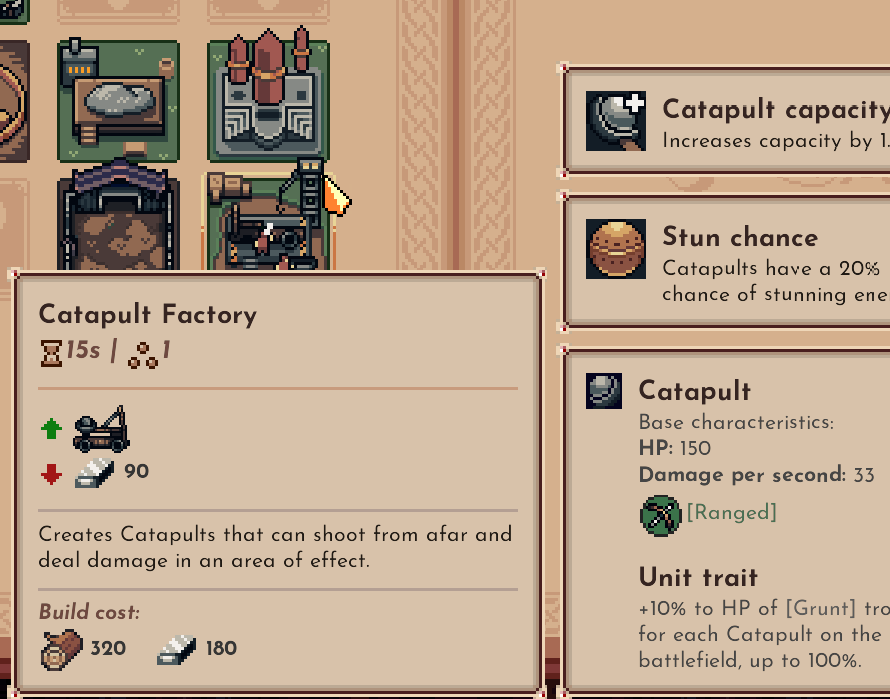 Catapult Factory
15s | 1
90
Creates Catapults that can shoot from afar and
deal damage in an area of effect.
Build cost:
320 180
Catapult capacity
Increases capacity by 1.
Stun chance
Catapults have a 20%
chance of stunning ene
Catapult
Base characteristics:
HP: 150
Damage per second: 33
[Ranged]
Unit trait
+10% to HP of [Grunt] tro
for each Catapult on the
battlefield, up to 100%.